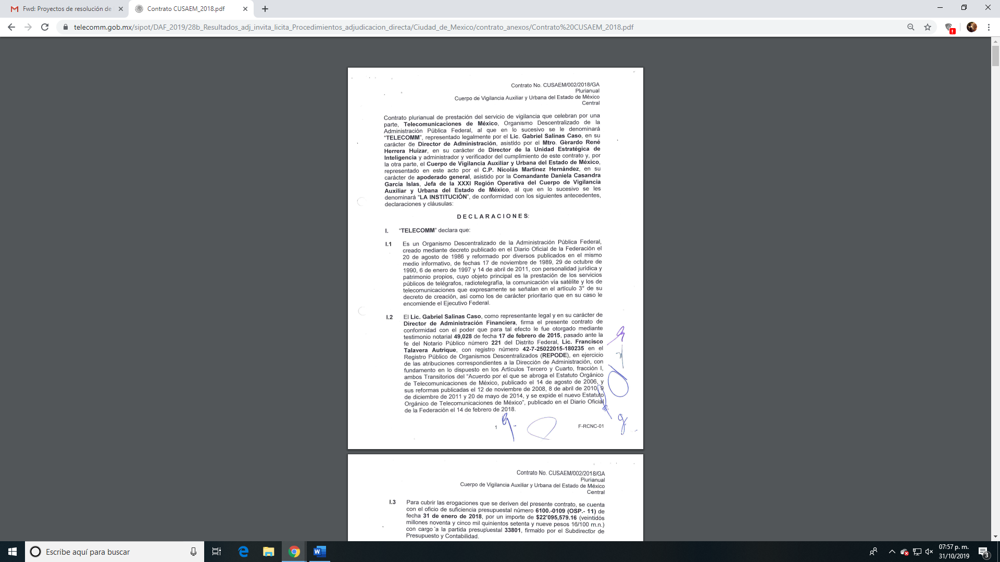 Fwd: Proyectos de resolución de
Contrato CUSAEM_2018.pdf
telecomm.gob.mx/sipot/DAF_2019/28b_Resultados_adj_invita_licita_Procedimientos_adjudicacion_directa/Ciudad_de_Mexico/contrato_anexos/Contrato%20CUSAEM_2018.pdf
Contrato No. CUSAEM/002/2018/GA
Plurianual
Cuerpo de Vigilancia Auxiliar y Urbana del Estado de México
Central
Contrato plurianual de prestación del servicio de vigilancia que celebran por una
parte, Telecomunicaciones de México, Organismo Descentralizado de la
Administración Pública Federal, al que en lo sucesivo se le denominará
“TELECOMM”, representado legalmente por el Lic. Gabriel Salinas Caso, en su
carácter de Director de Administración, asistido por el Mtro. Gerardo René
Herrera Huizar, en su carácter de Director de la Unidad Estratégica de
Inteligencia y administrador y verificador del cumplimiento de este contrato y, por
la otra parte, el Cuerpo de Vigilancia Auxiliar y Urbana del Estado de México,
representado en este acto por el C.P. Nicolás Martínez Hernández, en su
carácter de apoderado general, asistido por la Comandante Daniela Casandra
García Islas, Jefa de la XXXI Región Operativa del Cuerpo de Vigilancia
Auxiliar y Urbana del Estado de México, al que en lo sucesivo se les
denominará “LA INSTITUCIÓN”, de conformidad con los siguientes antecedentes,
declaraciones y cláusulas:
D E C L A R A C I O N E S:
I. “TELECOMM” declara que:
I.1 Es un Organismo Descentralizado de la Administración Pública Federal,
creado mediante decreto publicado en el Diario Oficial de la Federación el
20 de agosto de 1986 y reformado por diversos publicados en el mismo
medio informativo, de fechas 17 de noviembre de 1989, 29 de octubre de
1990, 6 de enero de 1997 y 14 de abril de 2011, con personalidad jurídica y
patrimonio propios, cuyo objeto principal es la prestación de los servicios
públicos de telégrafos, radiotelegrafía, la comunicación vía satélite y los de
telecomunicaciones que expresamente se señalan en el artículo 3° de su
decreto de creación, así como los de carácter prioritario que en su caso le
encomiende el Ejecutivo Federal.
I.2 El Lic. Gabriel Salinas Caso, como representante legal y en su carácter de
Director de Administración Financiera, firma el presente contrato de
conformidad con el poder que para tal efecto le fue otorgado mediante
testimonio notarial 49,028 de fecha 17 de febrero de 2015, pasado ante la
fe del Notario Público número 221 del Distrito Federal, Lic. Francisco
Talavera Autrique, con registro número 42-7-25022015-180235 en el
Registro Público de Organismos Descentralizados (REPODE), en ejercicio
de las atribuciones correspondientes a la Dirección de Administración, con
fundamento en lo dispuesto en los Artículos Tercero y Cuarto, fracción I,
ambos Transitorios del “Acuerdo por el que se abroga el Estatuto Orgánico
de Telecomunicaciones de México, publicado el 14 de agosto de 2006, y
sus reformas publicadas el 12 de noviembre de 2008, 8 de abril de 2010, 9
de diciembre de 2011 y 20 de mayo de 2014, y se expide el nuevo Estatuto
Orgánico de Telecomunicaciones de México”, publicado en el Diario Oficial
de la Federación el 14 de febrero de 2018.
1
F-RCNC-01
Contrato No. CUSAEM/002/2018/GA
Plurianual
Cuerpo de Vigilancia Auxiliar y Urbana del Estado de México
Central
I.3 Para cubrir las erogaciones que se deriven del presente contrato, se cuenta
con el oficio de suficiencia presupuestal número 6100.-0109 (OSP.- 11) de
fecha 31 de enero de 2018, por un importe de $22’095,579.16 (veintidós
millones noventa y cinco mil quinientos setenta y nueve pesos 16/100 m.n.)
con cargo a la partida presupuestal 33801, firmado por el Subdirector de
Presupuesto y Contabilidad.
Escribe aquí para buscar
07:57 p. m.
31/10/2019
3